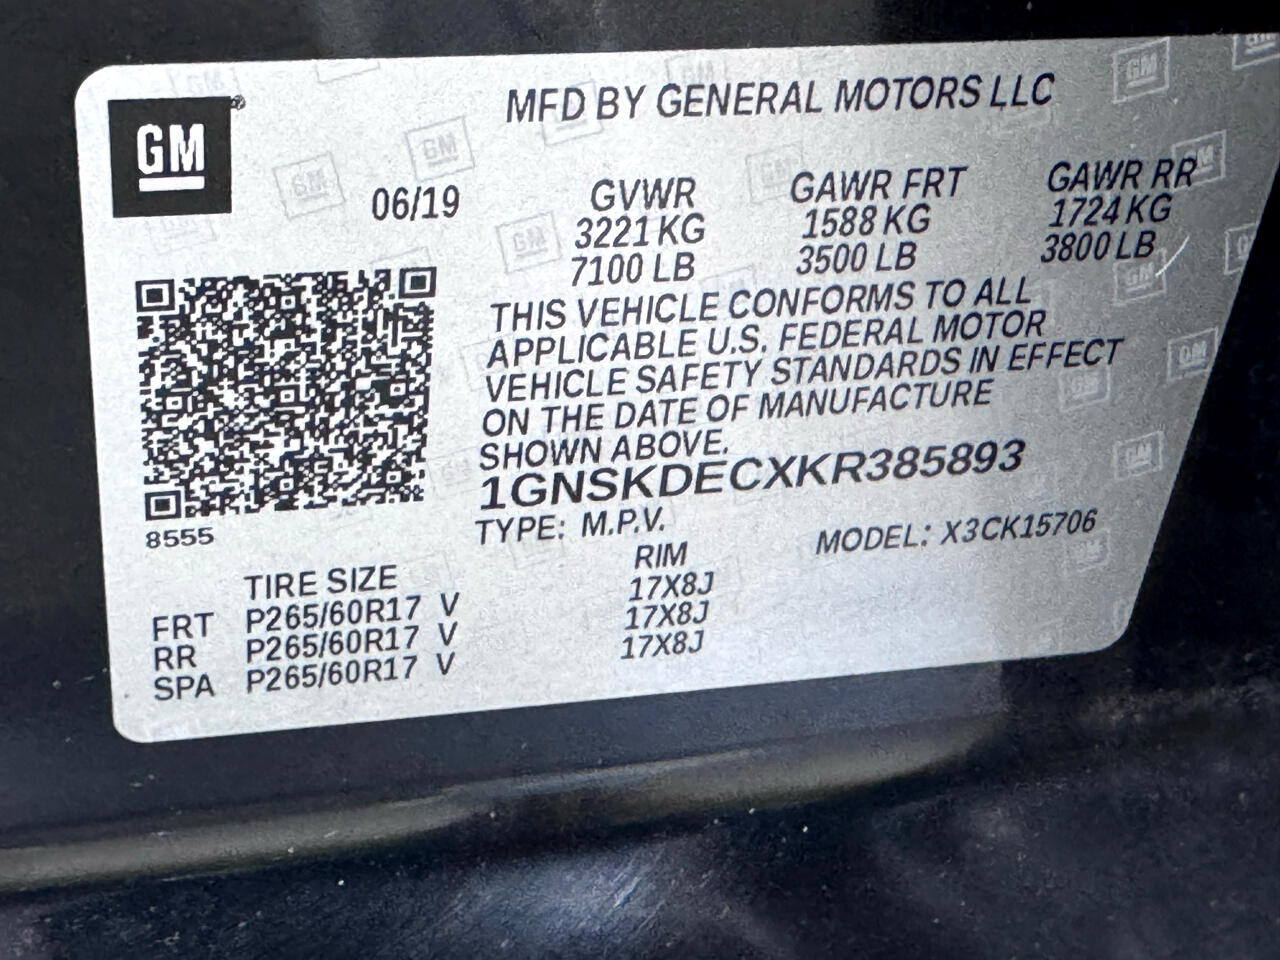 GM
MFD BY GENERAL MOTORS LLC
06/19
GVWR GAWR FRT GAWR RR
3221 KG 1588 KG 1724 KG
7100 LB 3500 LB 3800 LB
THIS VEHICLE CONFORMS TO ALL
APPLICABLE U.S. FEDERAL MOTOR
VEHICLE SAFETY STANDARDS IN EFFECT
ON THE DATE OF MANUFACTURE
SHOWN ABOVE.
1GNSKDECXKR385893
8555
TYPE: M.P.V. MODEL: X3CK15706
TIRE SIZE RIM
FRT P265/60R17 V 17X8J
RR P265/60R17 V 17X8J
SPA P265/60R17 V 17X8J